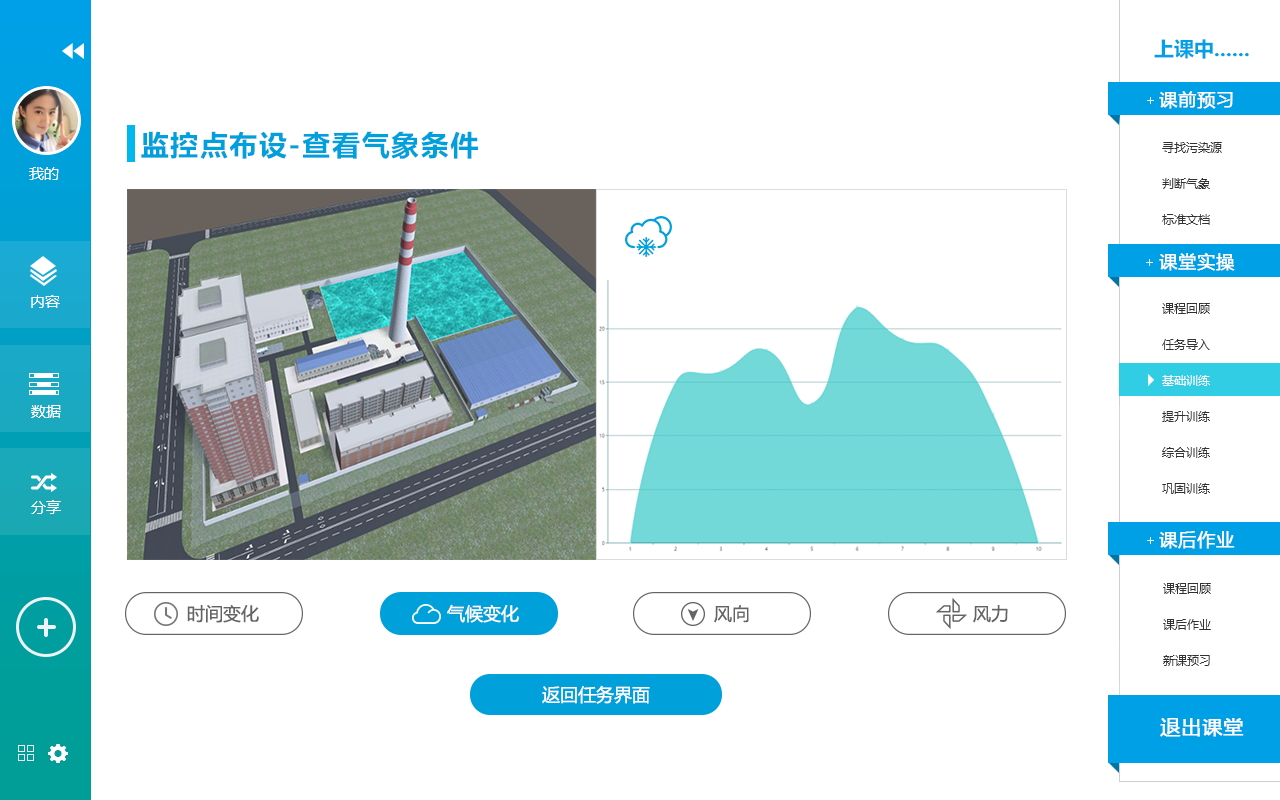 我的
内容
数据
分享
监控点布设-查看气象条件
20
15
10
5
0
1 2 3 4 5 6 7 8 9 10
时间变化
气候变化
风向
风力
返回任务界面
上课中......
+ 课前预习
寻找污染源
判断气象
标准文档
+ 课堂实操
课程回顾
任务导入
基础训练
提升训练
综合训练
巩固训练
+ 课后作业
课程回顾
课后作业
新课预习
退出课堂